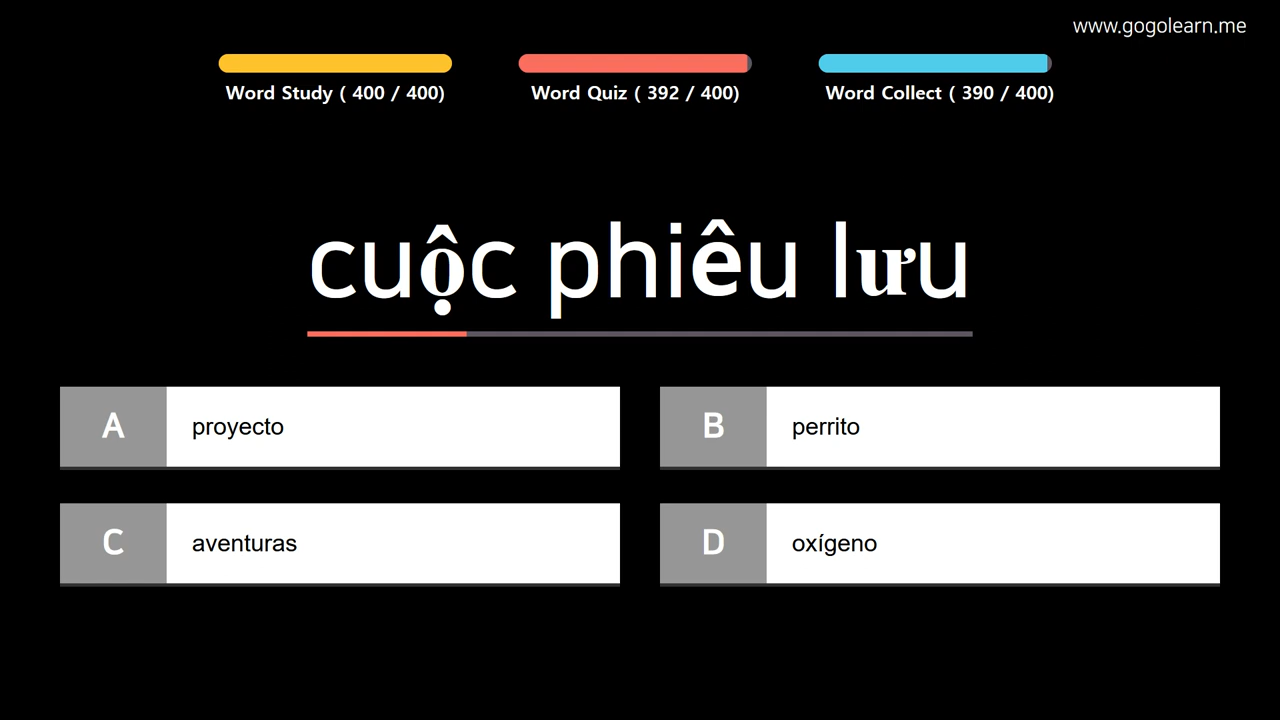 www.gogolearn.me
Word Study ( 400 / 400)
Word Quiz ( 392 / 400)
Word Collect ( 390 / 400)
cuộc phiêu lưu
A proyecto
B perrito
C aventuras
D oxígeno